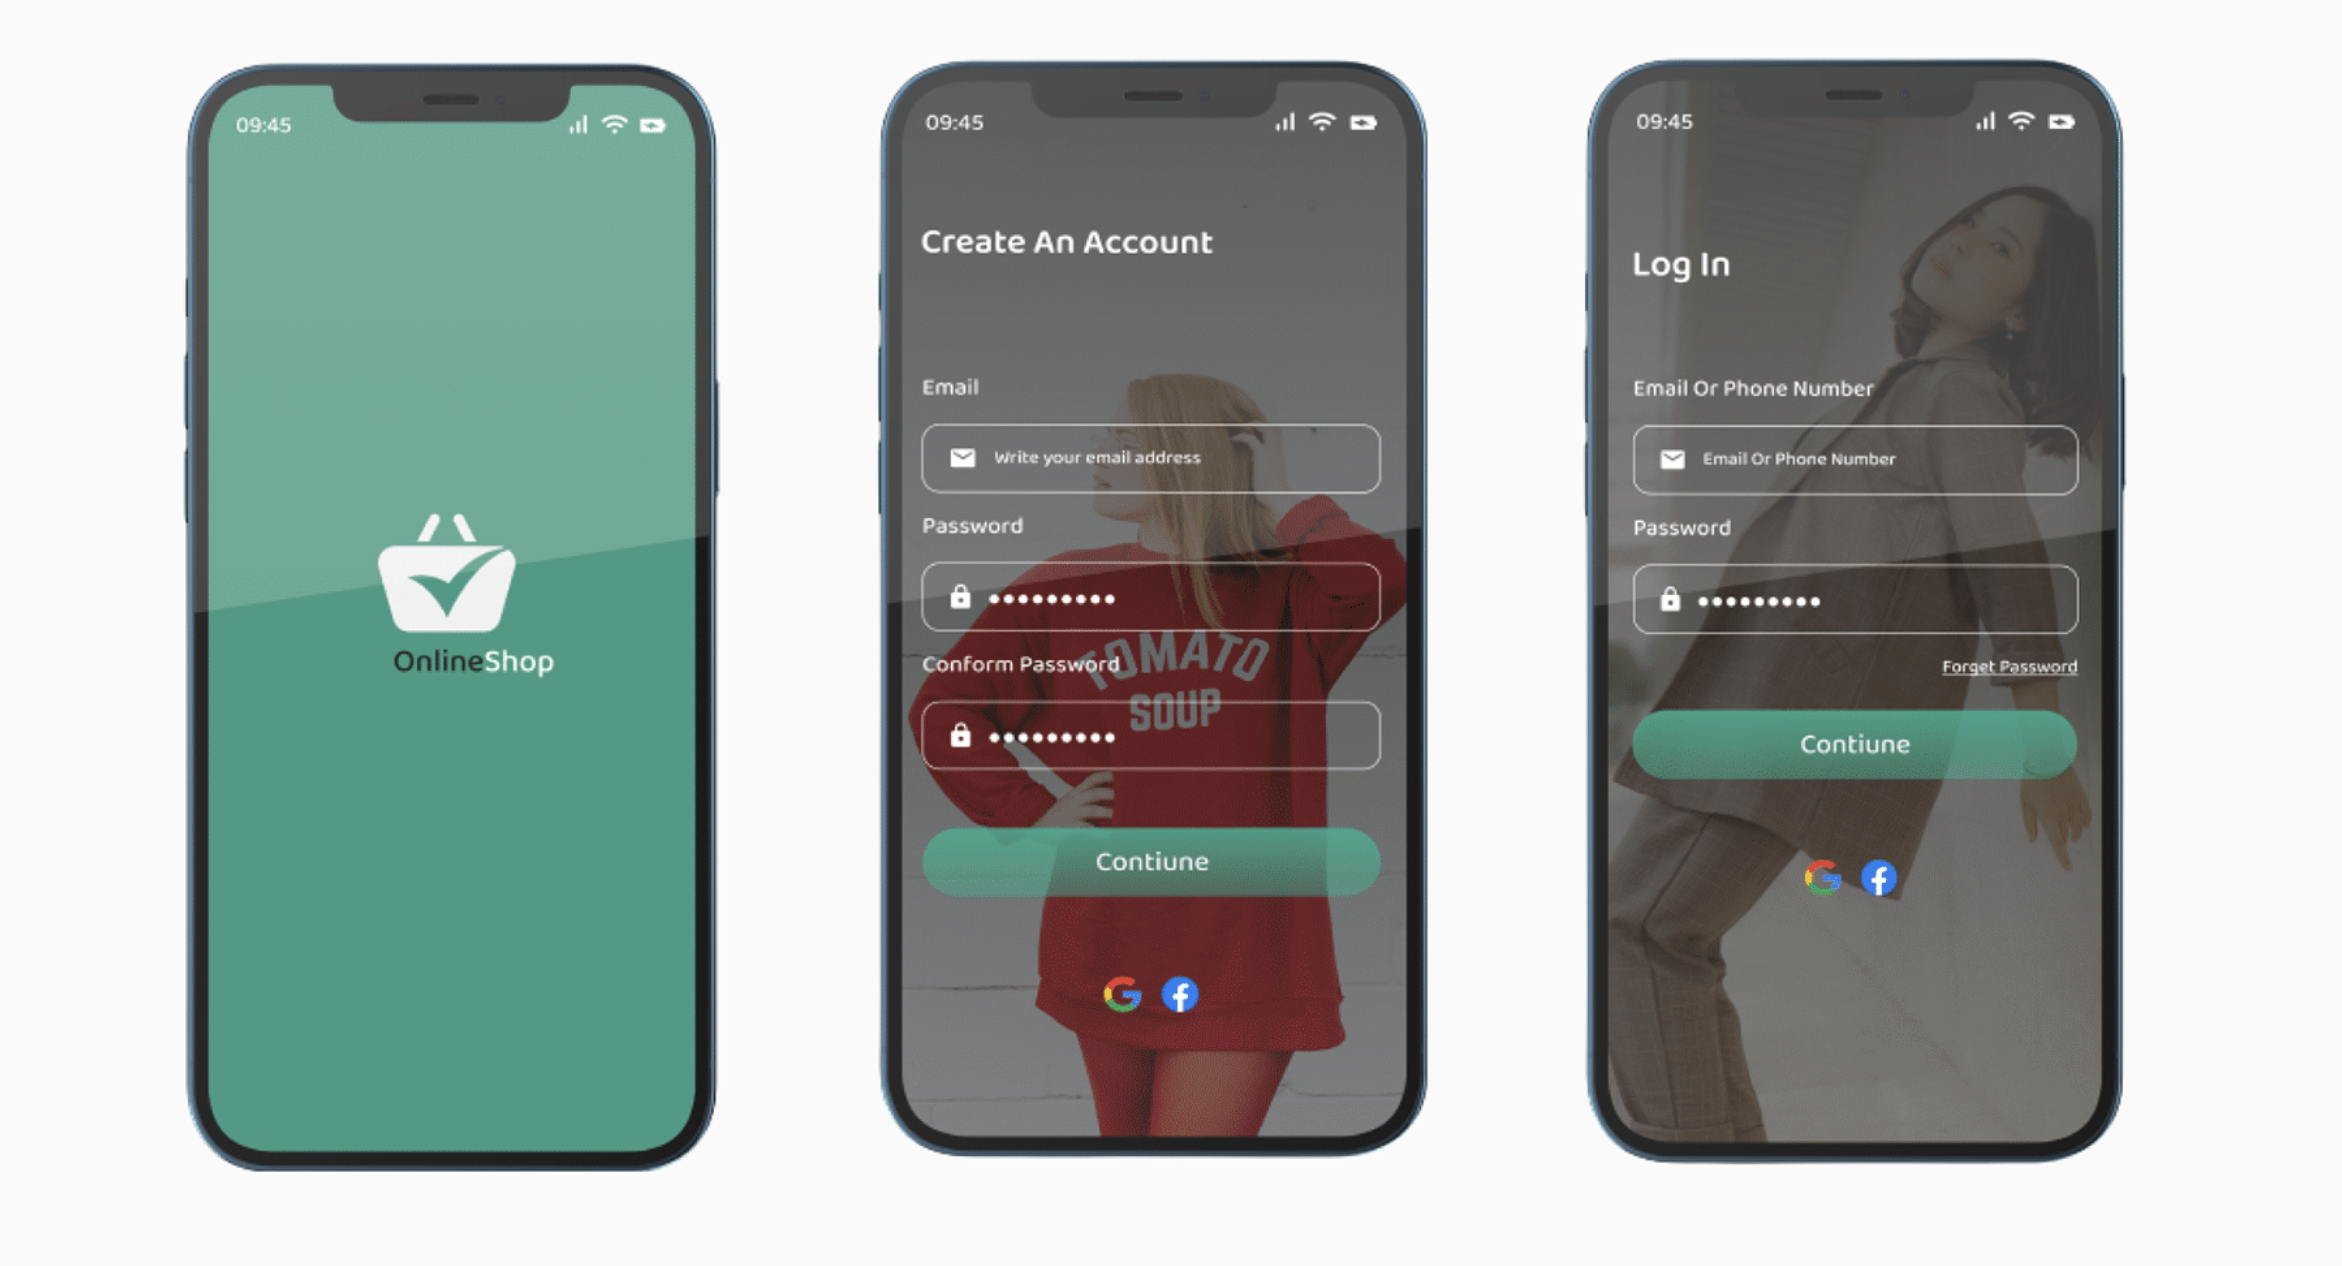 09:45
OnlineShop
09:45
Create An Account
Email
Write your email address
Password
Conform Password
TOMATO
SOUP
Contiune
09:45
Log In
Email Or Phone Number
Email Or Phone Number
Password
Forget Password
Contiune